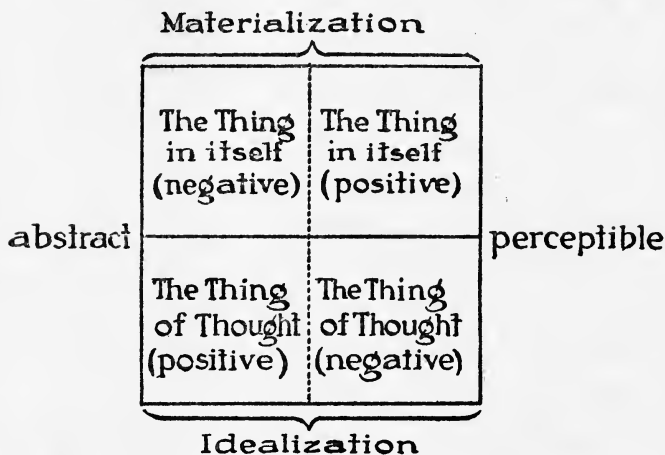 Materialization
The Thing
in itself
(negative)
The Thing
in itself
(positive)
abstract
perceptible
The Thing
of Thought
(positive)
The Thing
of Thought
(negative)
Idealization